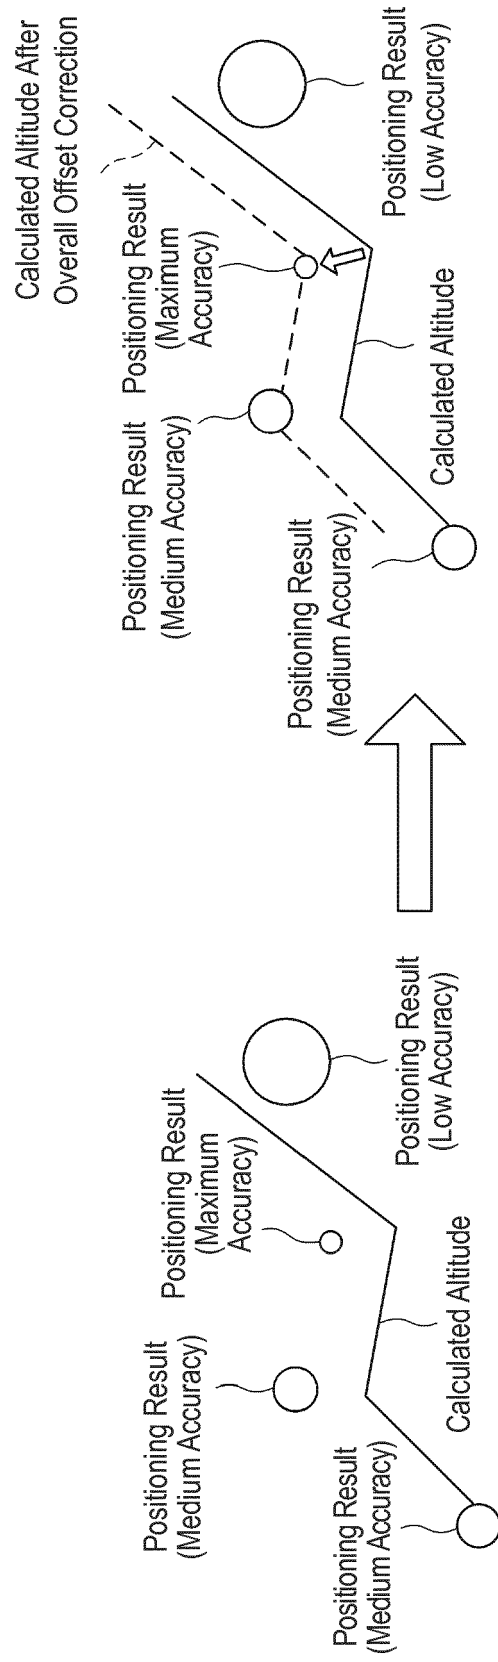 Positioning Result
(Medium Accuracy)
Positioning Result
(Medium Accuracy)
Positioning Result
(Maximum
Accuracy)
Calculated Altitude
Positioning Result
(Low Accuracy)
Positioning Result
(Medium Accuracy)
Positioning Result
(Medium Accuracy)
Positioning Result
(Maximum
Accuracy)
Calculated Altitude After
Overall Offset Correction
Calculated Altitude
Positioning Result
(Low Accuracy)